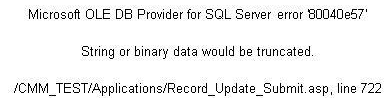 Microsoft OLE DB Provider for SQL Server error '80040e57'
String or binary data would be truncated.
/CMM_TEST/Applications/Record_Update_Submit.asp, line 722